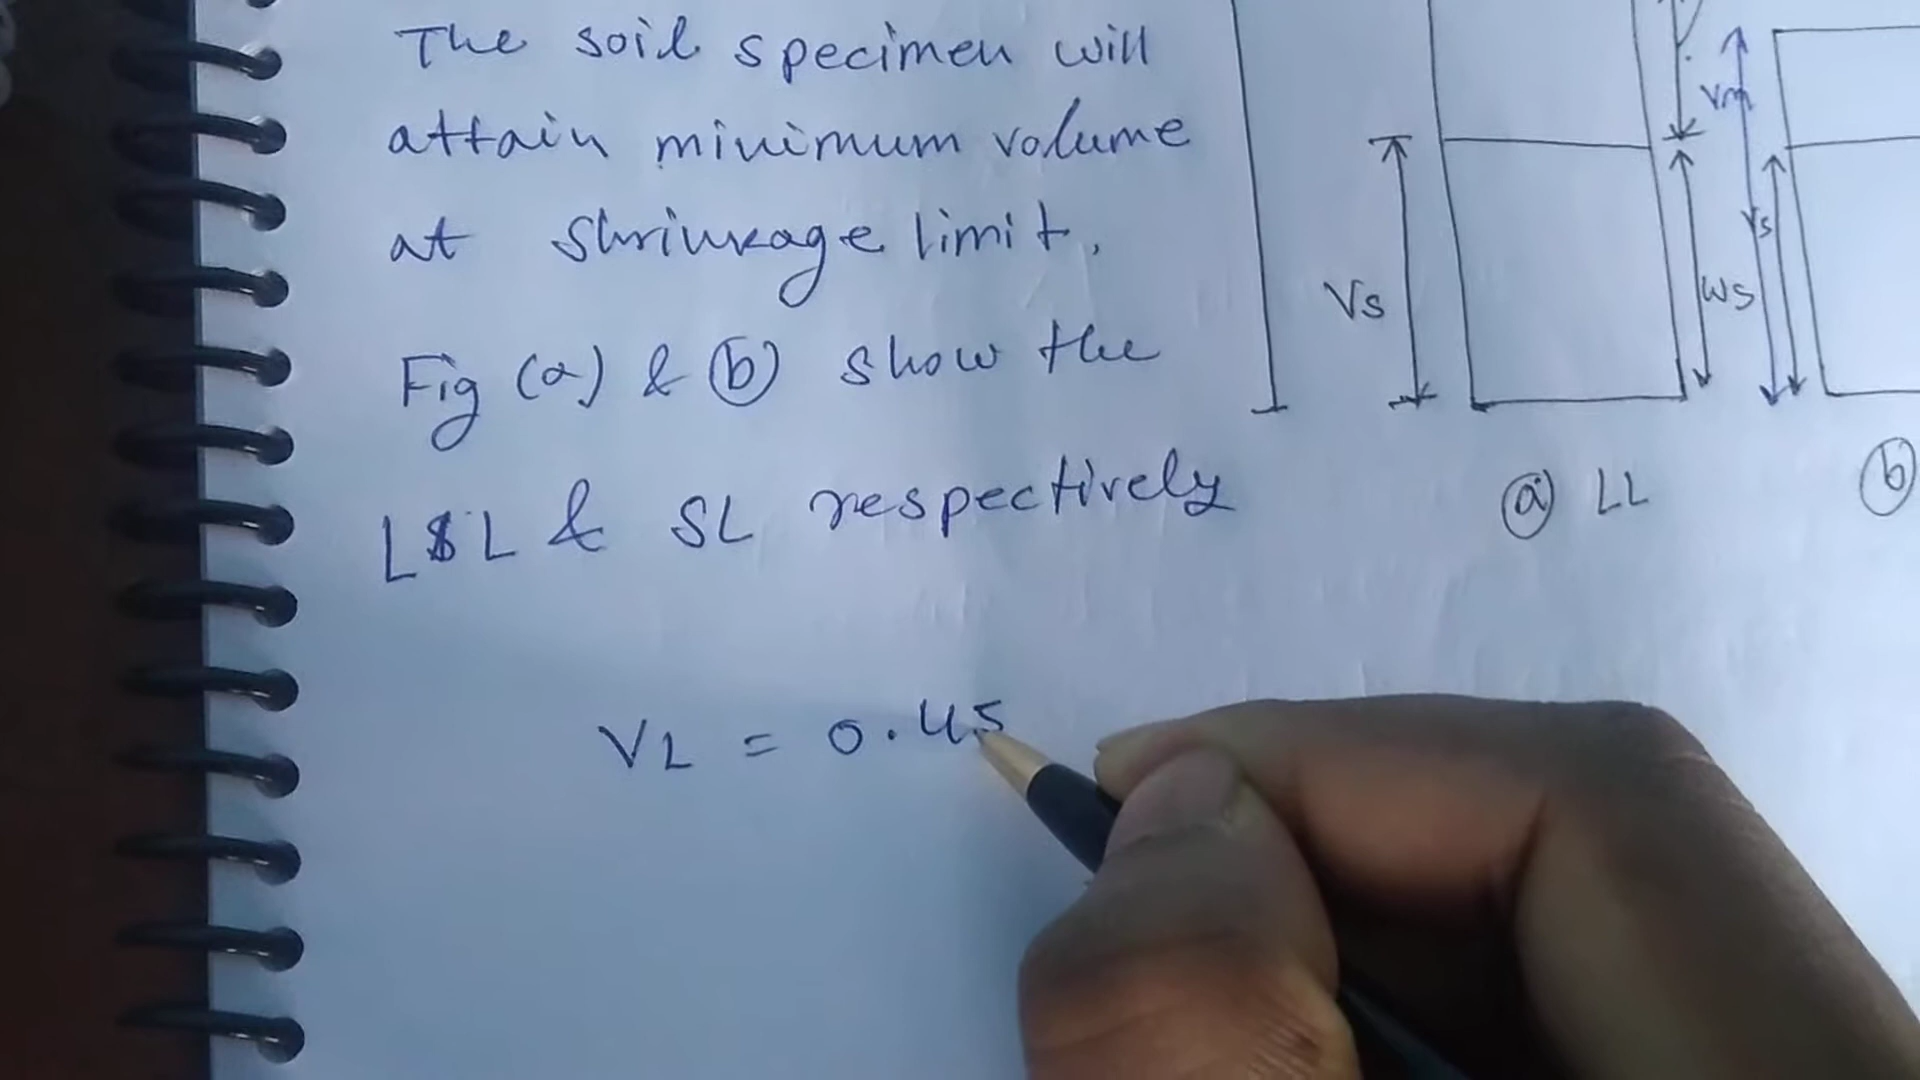 The soil specimen will
attain minimum volume
at shrinkage limit.
Fig (a) & (b) show the
LL & SL respectively
VL = 0.45
Vs
Ws
Vm
Vs
(a) LL
(b)